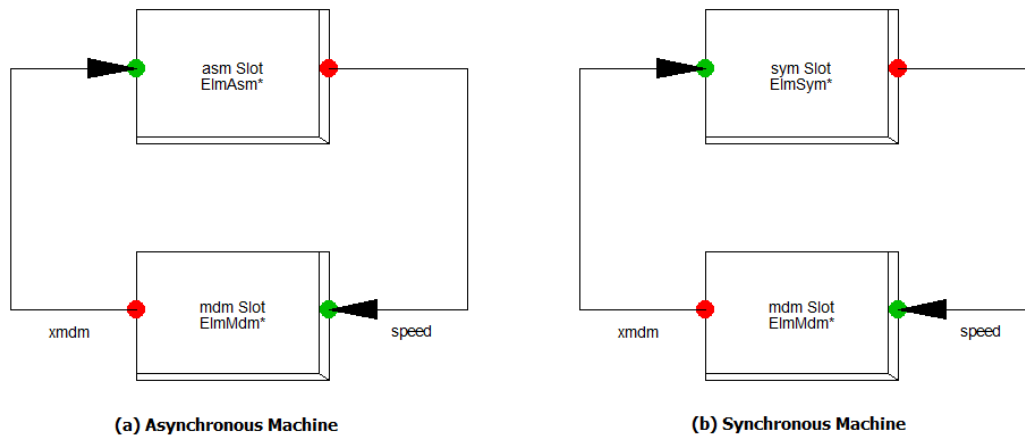 asm Slot
ElmAsm*
mdm Slot
ElmMdm*
xmdm
speed
(a) Asynchronous Machine
sym Slot
ElmSym*
mdm Slot
ElmMdm*
xmdm
speed
(b) Synchronous Machine